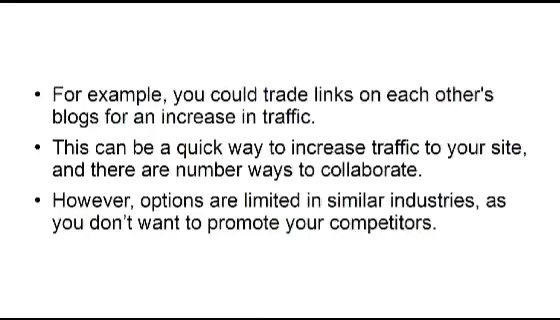 • For example, you could trade links on each other's
blogs for an increase in traffic.
• This can be a quick way to increase traffic to your site,
and there are number ways to collaborate.
• However, options are limited in similar industries, as
you don't want to promote your competitors.